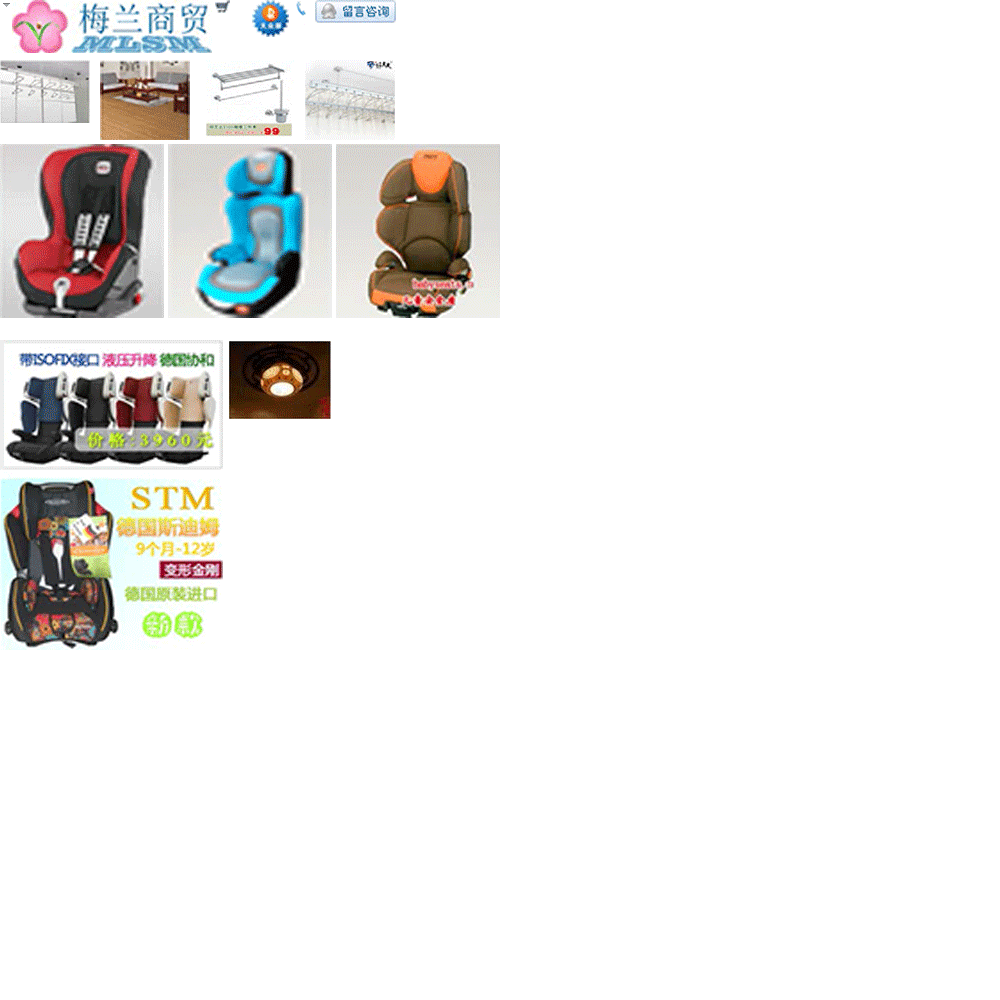 梅兰商贸
MLSM
留言咨询
99
带ISOFIX接口 液压升降 德国协和
价格:3960元
STM
德国斯迪姆
9个月-12岁
变形金刚
德国原装进口
新款